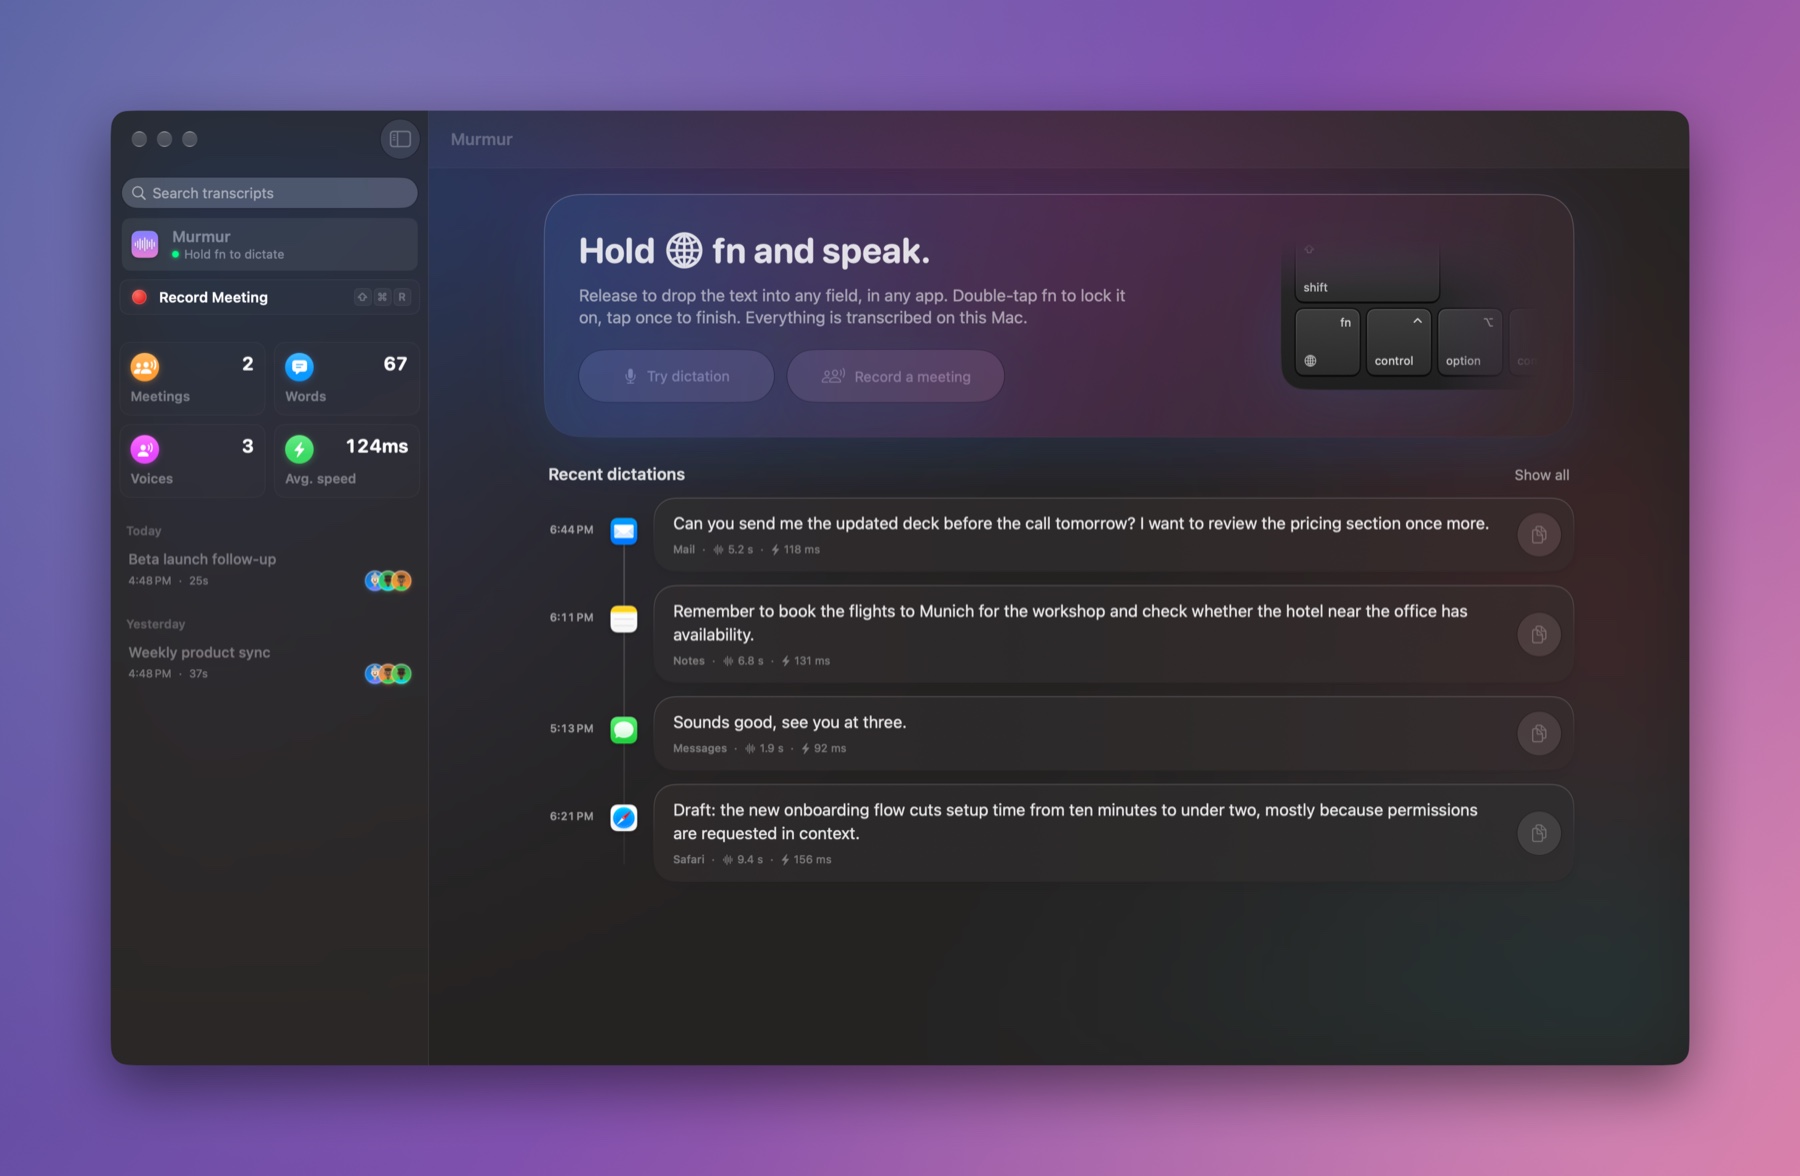 Murmur
Search transcripts
Murmur
Hold fn to dictate
Record Meeting ⇧ ⌘ R
2
Meetings
67
Words
3
Voices
124ms
Avg. speed
Today
Beta launch follow-up
4:48 PM · 25s
Yesterday
Weekly product sync
4:48 PM · 37s
Hold fn and speak.
Release to drop the text into any field, in any app. Double-tap fn to lock it
on, tap once to finish. Everything is transcribed on this Mac.
Try dictation
Record a meeting
shift
fn
control
option
Recent dictations
Show all
6:44 PM
Can you send me the updated deck before the call tomorrow? I want to review the pricing section once more.
Mail · 5.2 s · 118 ms
6:11 PM
Remember to book the flights to Munich for the workshop and check whether the hotel near the office has
availability.
Notes · 6.8 s · 131 ms
5:13 PM
Sounds good, see you at three.
Messages · 1.9 s · 92 ms
6:21 PM
Draft: the new onboarding flow cuts setup time from ten minutes to under two, mostly because permissions
are requested in context.
Safari · 9.4 s · 156 ms